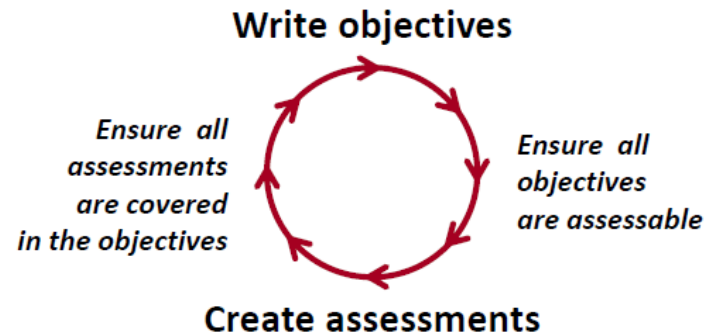 Write objectives
Ensure all
assessments
are covered
in the objectives
Ensure all
objectives
are assessable
Create assessments